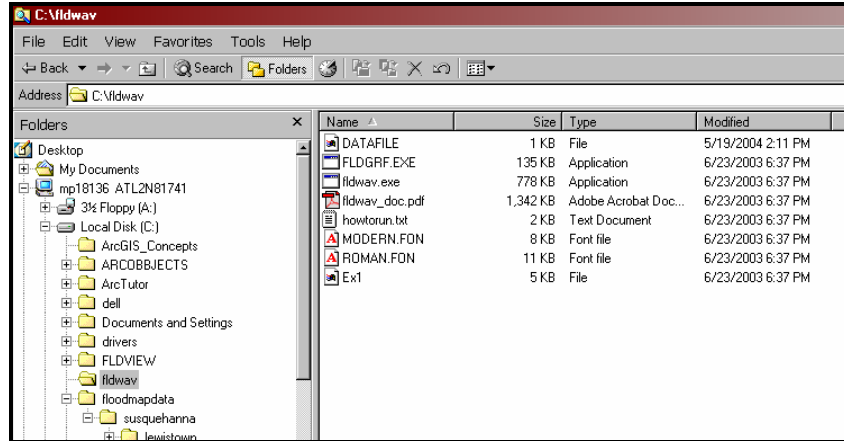 C:\fldwav
File Edit View Favorites Tools Help
Back Search Folders
Address C:\fldwav
Folders
Desktop
My Documents
mp18136 ATL2N81741
3½ Floppy (A:)
Local Disk (C:)
ArcGIS_Concepts
ARCOBBJECTS
ArcTutor
dell
Documents and Settings
drivers
FLDVIEW
fldwav
floodmapdata
susquehanna
lewistown
Name Size Type Modified
DATAFILE 1 KB File 5/19/2004 2:11 PM
FLDGRF.EXE 135 KB Application 6/23/2003 6:37 PM
fldwav.exe 778 KB Application 6/23/2003 6:37 PM
fldwav_doc.pdf 1,342 KB Adobe Acrobat Doc... 6/23/2003 6:37 PM
howtorun.txt 2 KB Text Document 6/23/2003 6:37 PM
MODERN.FON 8 KB Font file 6/23/2003 6:37 PM
ROMAN.FON 11 KB Font file 6/23/2003 6:37 PM
Ex1 5 KB File 6/23/2003 6:37 PM